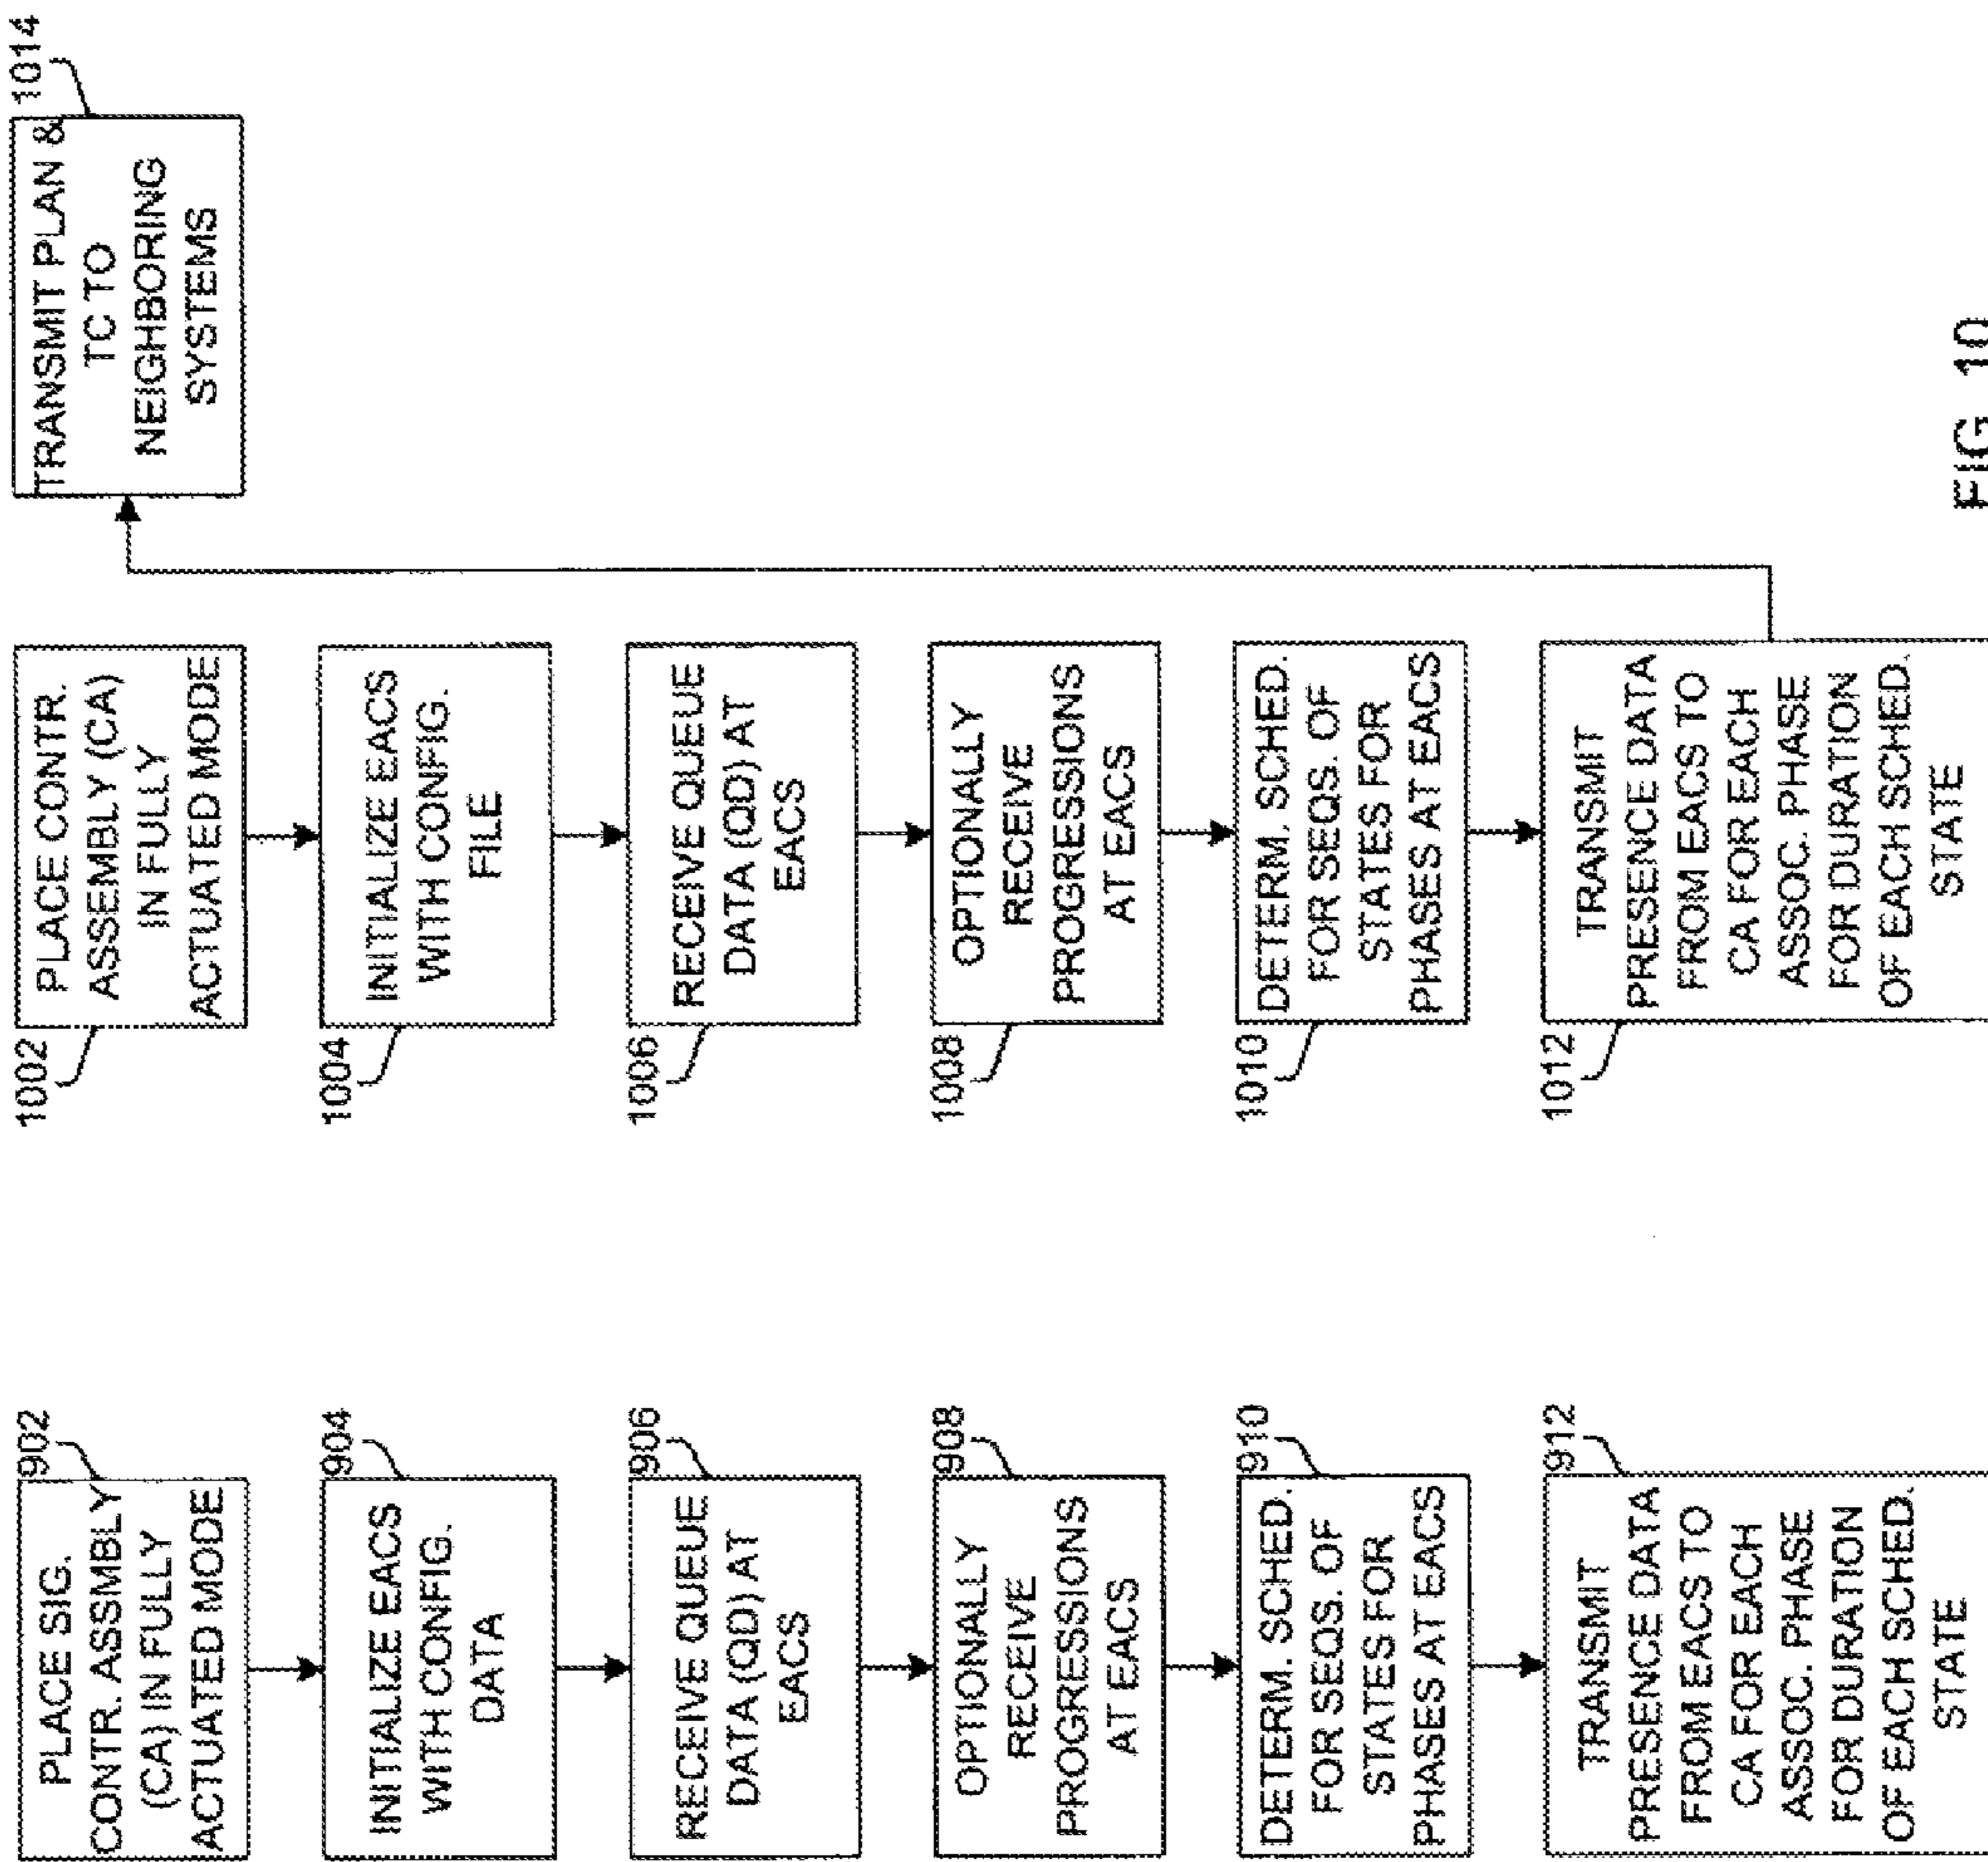 902
PLACE SIG.
CONTR. ASSMBLY
(CA) IN FULLY
ACTUATED MODE
904
INITIALIZE EACS
WITH CONFIG.
DATA
906
RECEIVE QUEUE
DATA (QD) AT
EACS
908
OPTIONALLY
RECEIVE
PROGRESSIONS
AT EACS
910
DETERM. SCHED.
FOR SEQS. OF
STATES FOR
PHASES AT EACS
912
TRANSMIT
PRESENCE DATA
FROM EACS TO
CA FOR EACH
ASSOC. PHASE
FOR DURATION
OF EACH SCHED.
STATE
1002
PLACE CONTR.
ASSEMBLY (CA)
IN FULLY
ACTUATED MODE
1004
INITIALIZE EACS
WITH CONFIG.
FILE
1006
RECEIVE QUEUE
DATA (QD) AT
EACS
1008
OPTIONALLY
RECEIVE
PROGRESSIONS
AT EACS
1010
DETERM. SCHED.
FOR SEQS. OF
STATES FOR
PHASES AT EACS
1012
TRANSMIT
PRESENCE DATA
FROM EACS TO
CA FOR EACH
ASSOC. PHASE
FOR DURATION
OF EACH SCHED.
STATE
1014
TRANSMIT PLAN &
TC TO
NEIGHBORING
SYSTEMS
FIG. 10